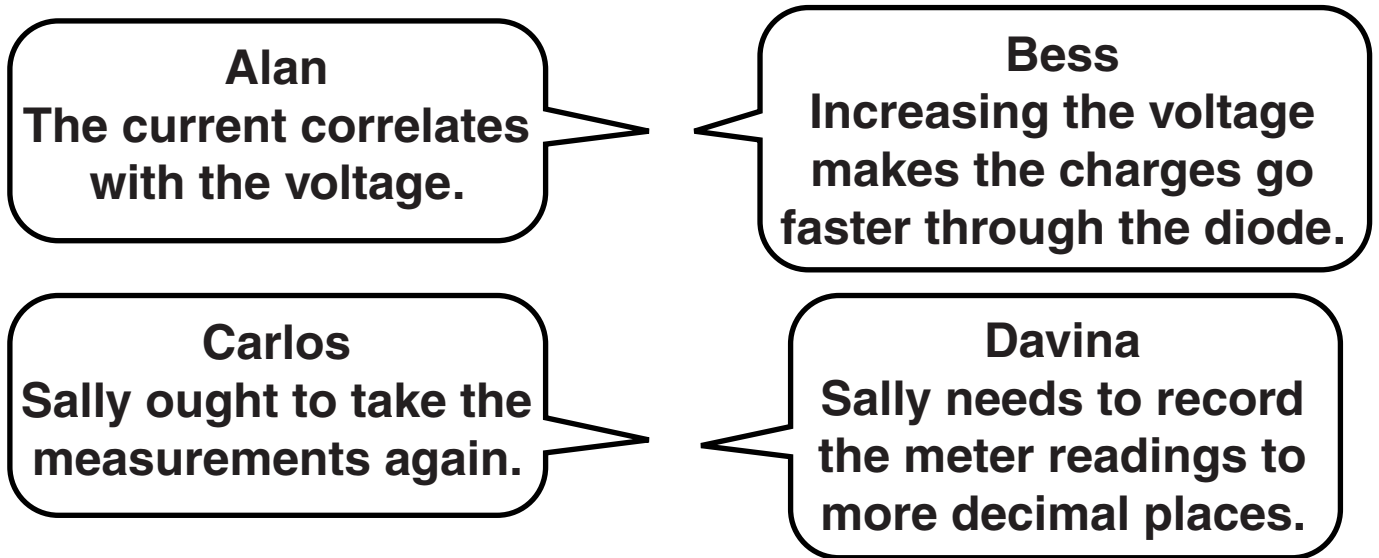 Alan
The current correlates
with the voltage.
Bess
Increasing the voltage
makes the charges go
faster through the diode.
Carlos
Sally ought to take the
measurements again.
Davina
Sally needs to record
the meter readings to
more decimal places.